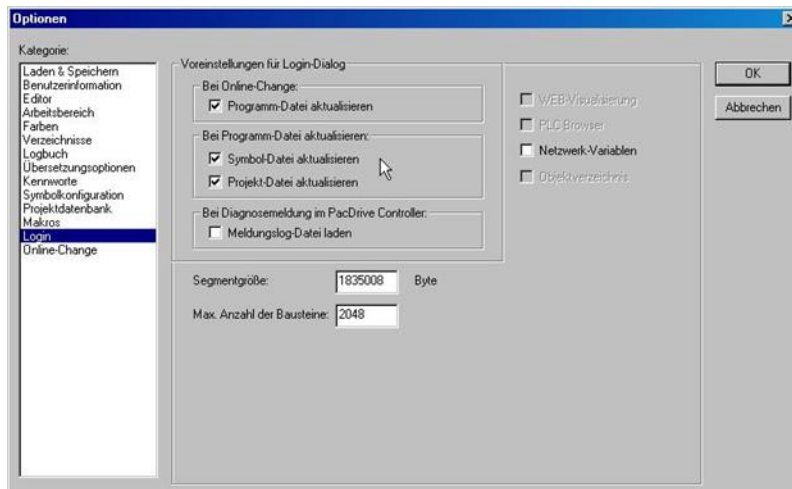 Optionen
Kategorie:
Laden & Speichern
Benutzerinformation
Editor
Arbeitsbereich
Farben
Verzeichnisse
Logbuch
Übersetzungsoptionen
Kennworte
Symbolkonfiguration
Projektdatenbank
Makros
Login
Online-Change
Voreinstellungen für Login-Dialog
Bei Online-Change:
Programm-Datei aktualisieren
Bei Programm-Datei aktualisieren:
Symbol-Datei aktualisieren
Projekt-Datei aktualisieren
Bei Diagnosemeldung im PacDrive Controller:
Meldungslog-Datei laden
WEB-Visualisierung
PLC Browser
Netzwerk-Variablen
Objektverzeichnis
Segmentgröße: 1835008 Byte
Max. Anzahl der Bausteine: 2048
OK
Abbrechen